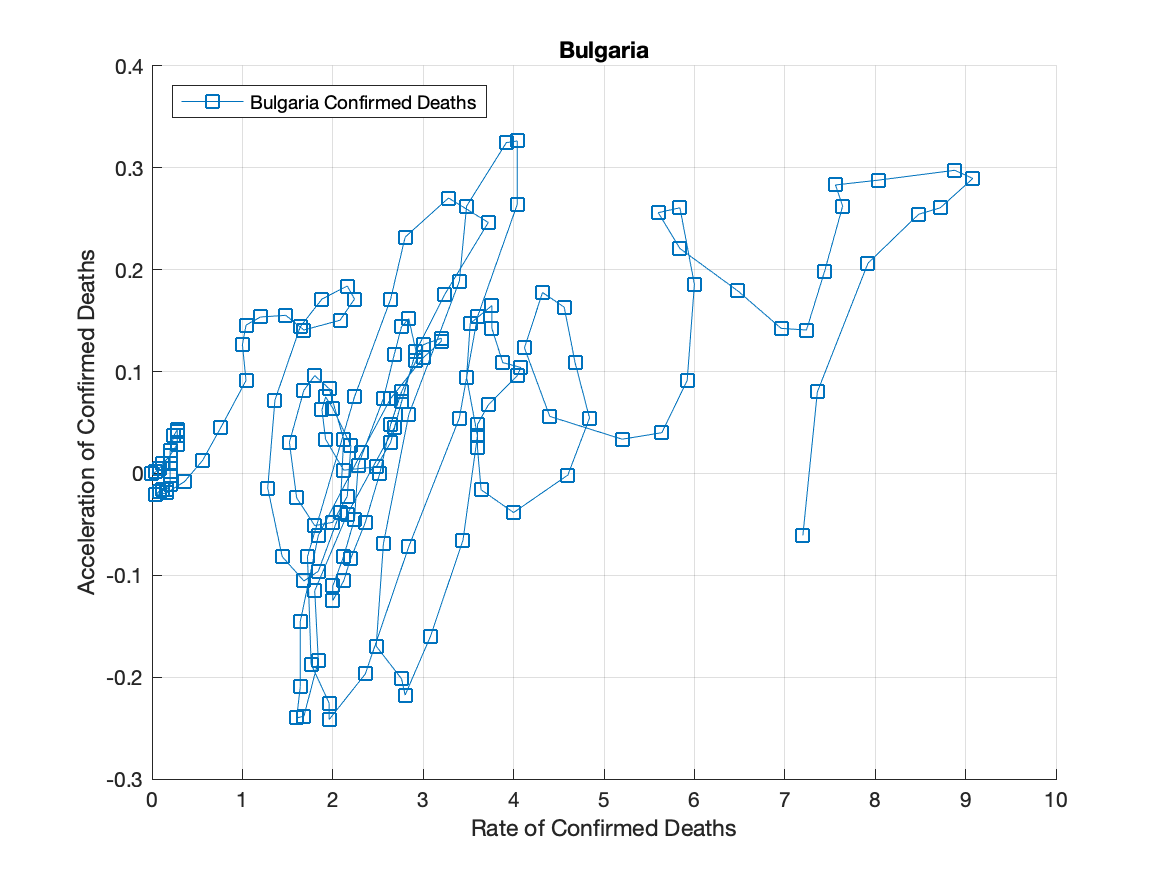 Bulgaria
0.4
Bulgaria Confirmed Deaths
0.3
0.2
0.1
0
-0.1
-0.2
-0.3
Acceleration of Confirmed Deaths
0 1 2 3 4 5 6 7 8 9 10
Rate of Confirmed Deaths